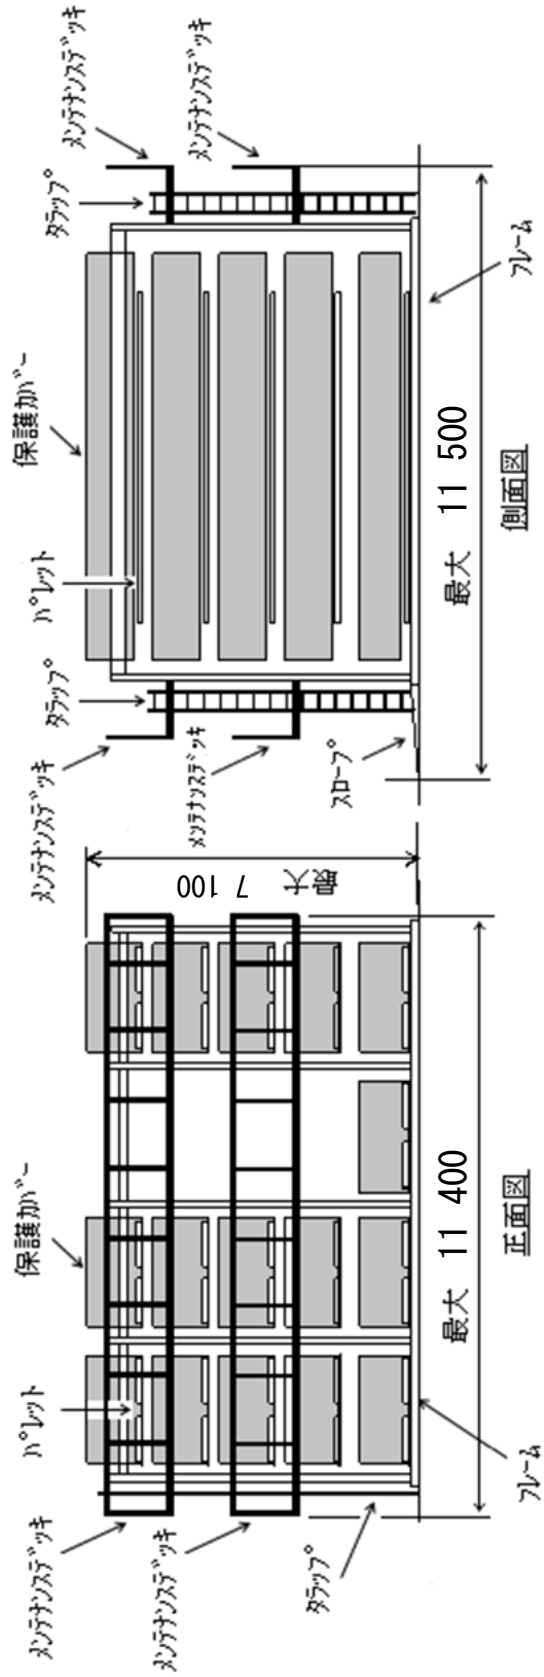 メンテナンスデッキ
パレット
保護カバー
メンテナンスデッキ
タラップ
フレーム
最大 11 400
正面図
最大 7 100
メンテナンスデッキ
タラップ
パレット
保護カバー
タラップ
メンテナンスデッキ
メンテナンスデッキ
メンテナンスデッキ
スロープ
フレーム
最大 11 500
側面図